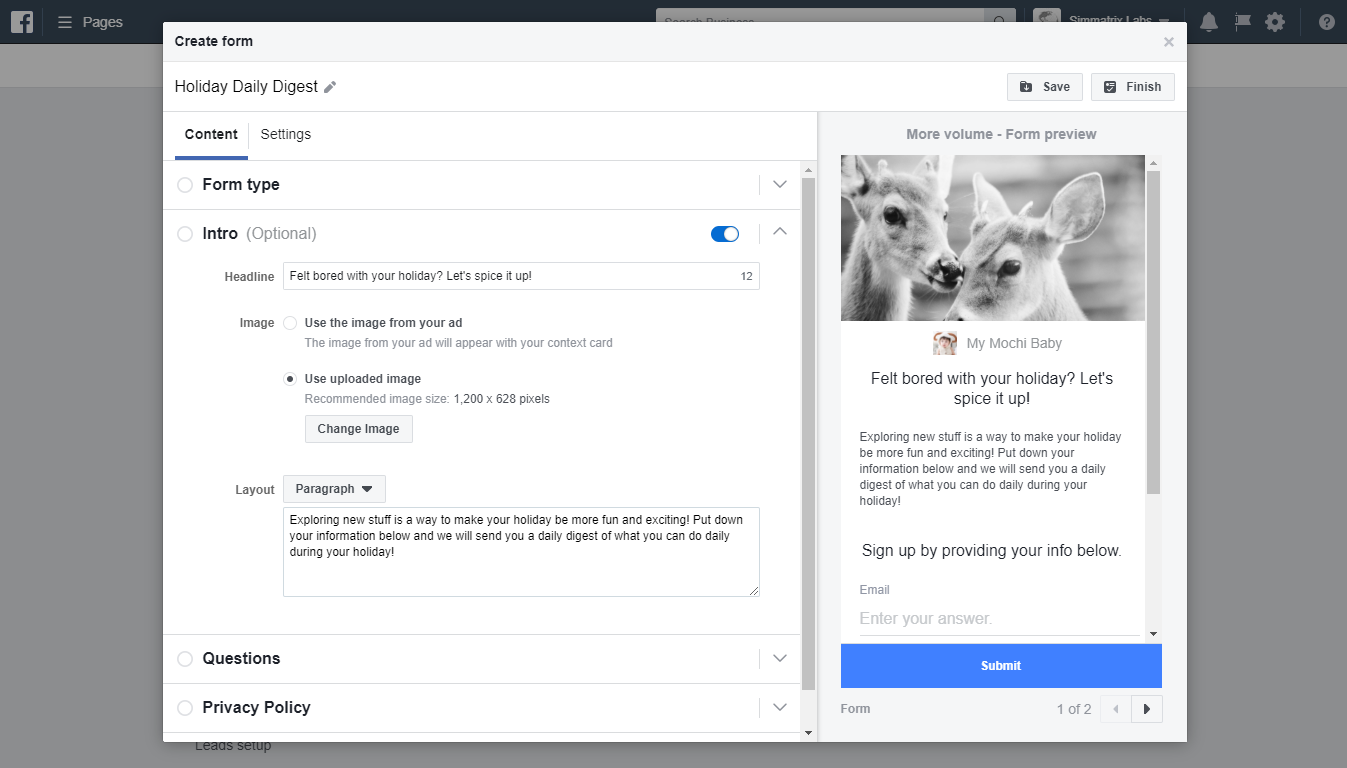 Pages
Search Business
Simmatrix Labs
Create form
Holiday Daily Digest
Save
Finish
Content
Settings
Form type
Intro (Optional)
Headline
Felt bored with your holiday? Let's spice it up!
12
Image
Use the image from your ad
The image from your ad will appear with your context card
Use uploaded image
Recommended image size: 1,200 x 628 pixels
Change Image
Layout
Paragraph
Exploring new stuff is a way to make your holiday be more fun and exciting! Put down
your information below and we will send you a daily digest of what you can do daily
during your holiday!
Questions
Privacy Policy
More volume - Form preview
My Mochi Baby
Felt bored with your holiday? Let's
spice it up!
Exploring new stuff is a way to make your holiday
be more fun and exciting! Put down your
information below and we will send you a daily
digest of what you can do daily during your
holiday!
Sign up by providing your info below.
Email
Enter your answer.
Submit
Form
1 of 2
Leads setup